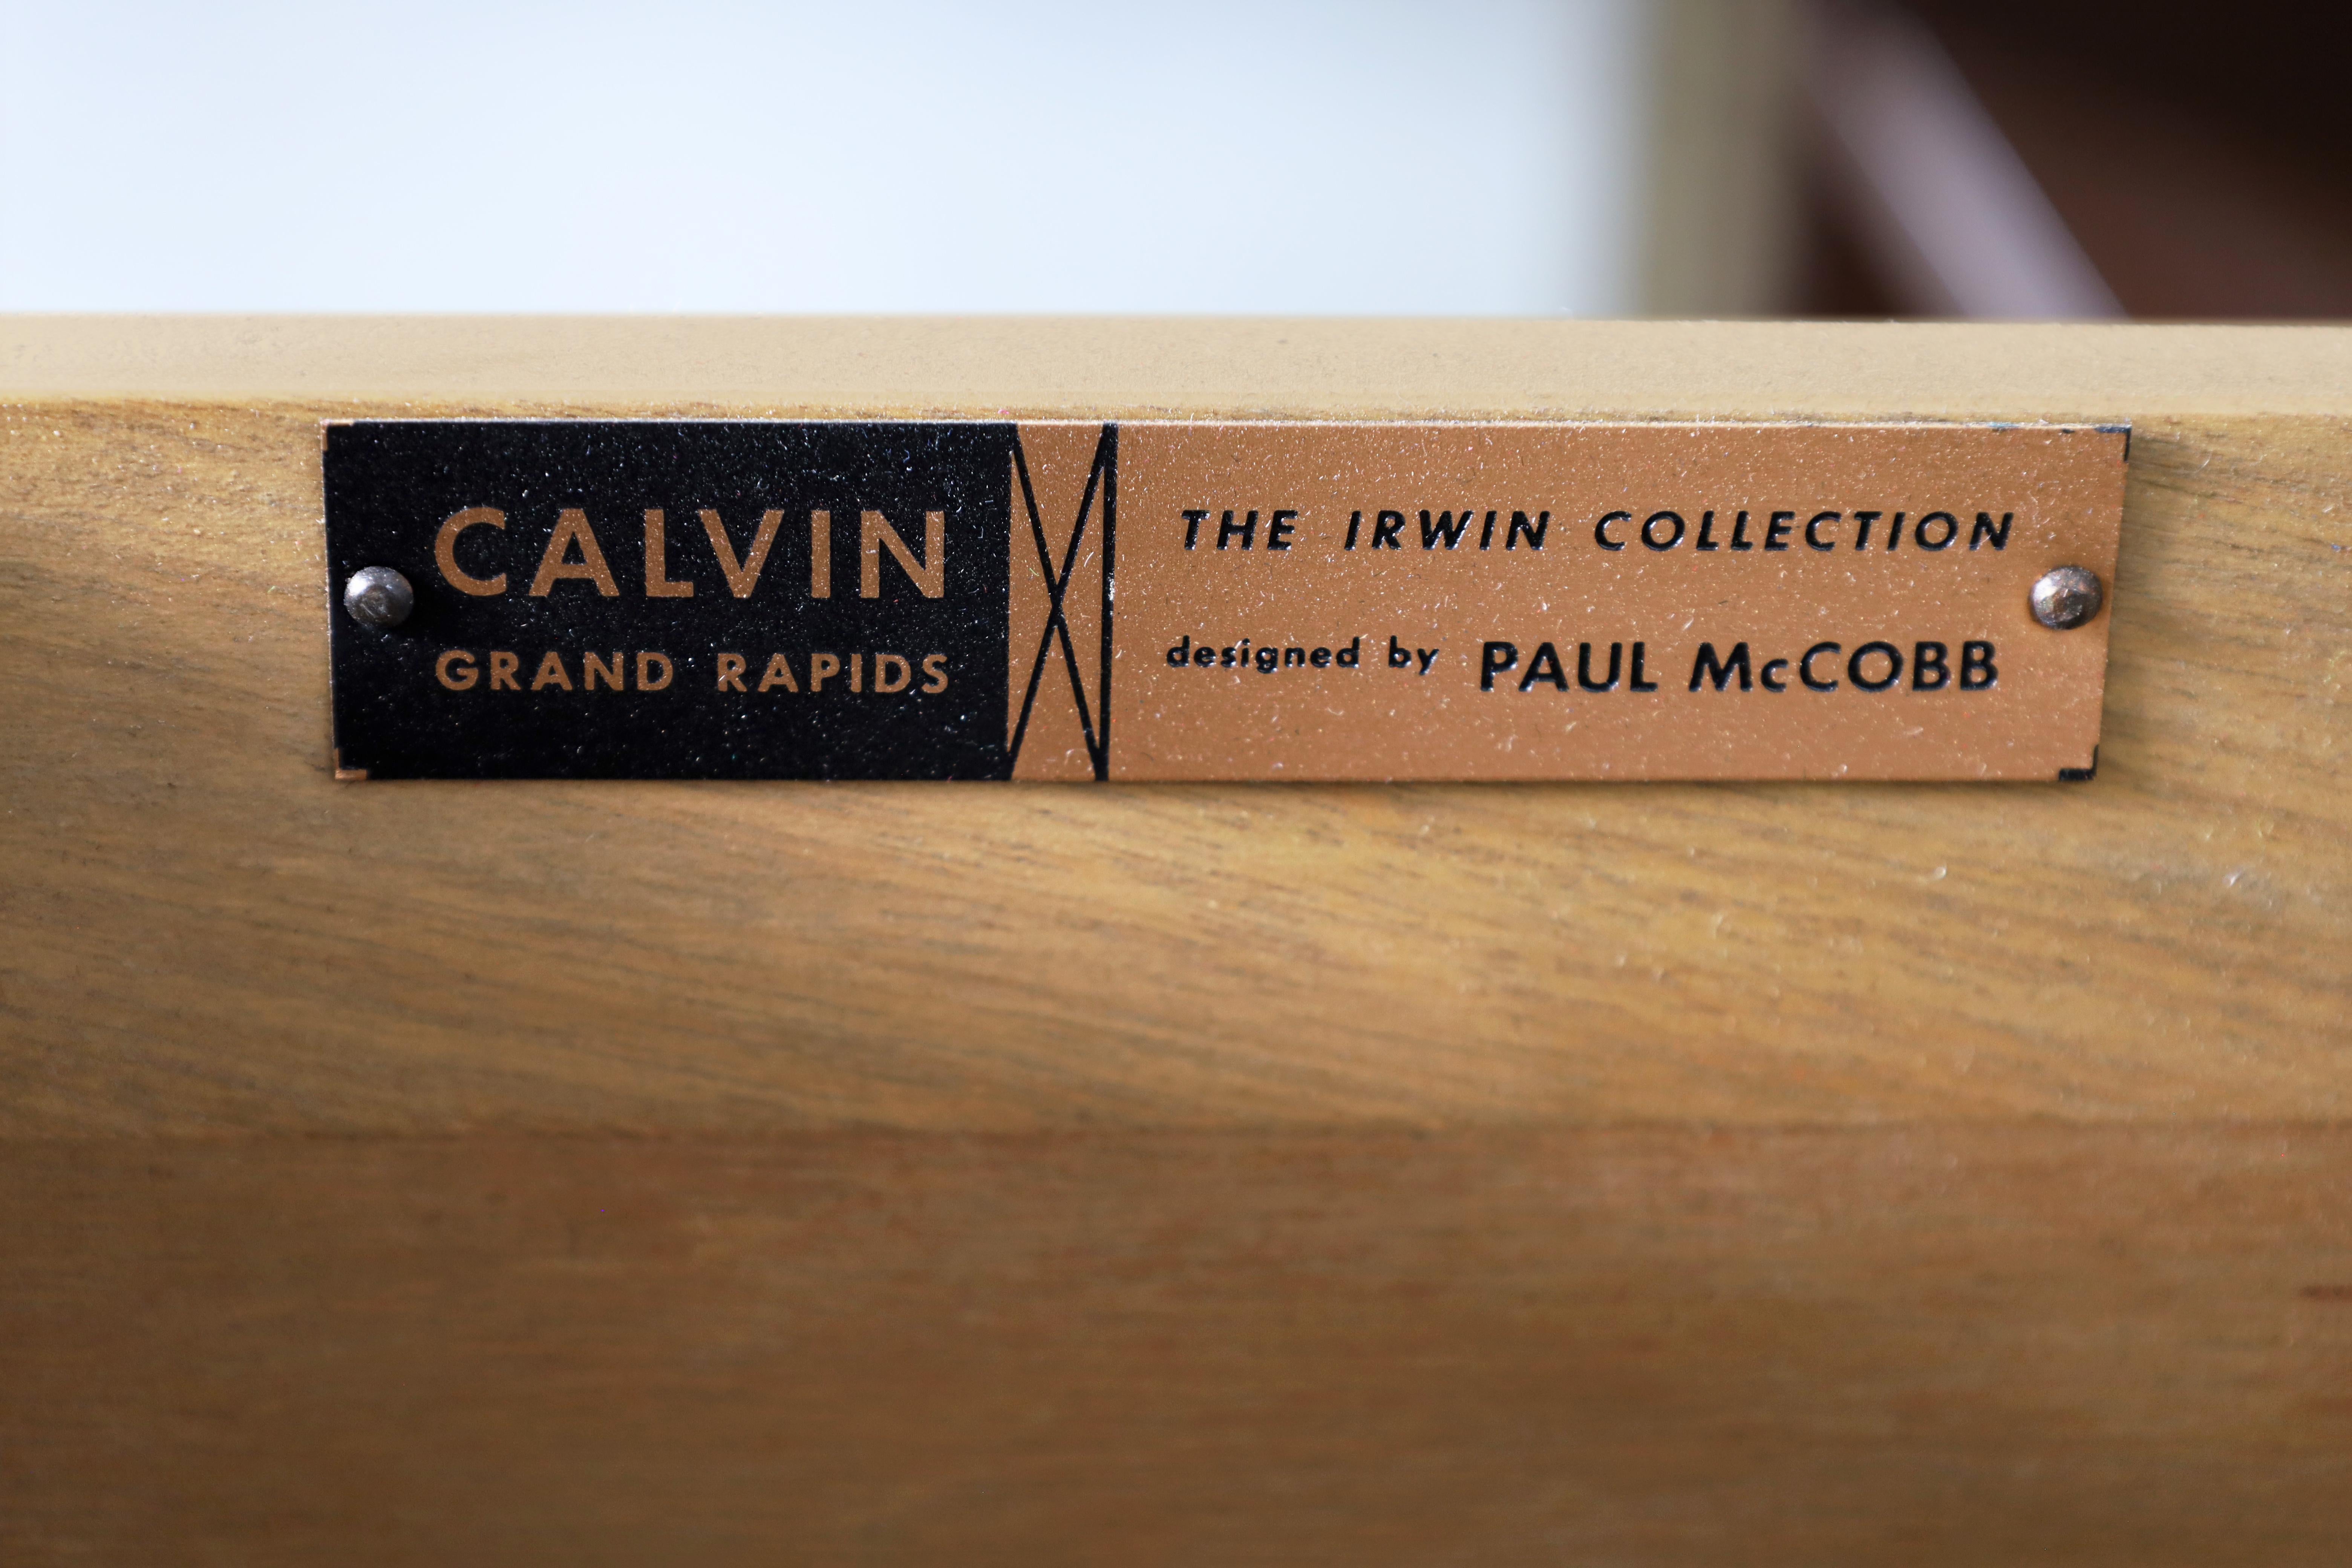 CALVIN
GRAND RAPIDS
THE IRWIN COLLECTION
designed by PAUL McCOBB